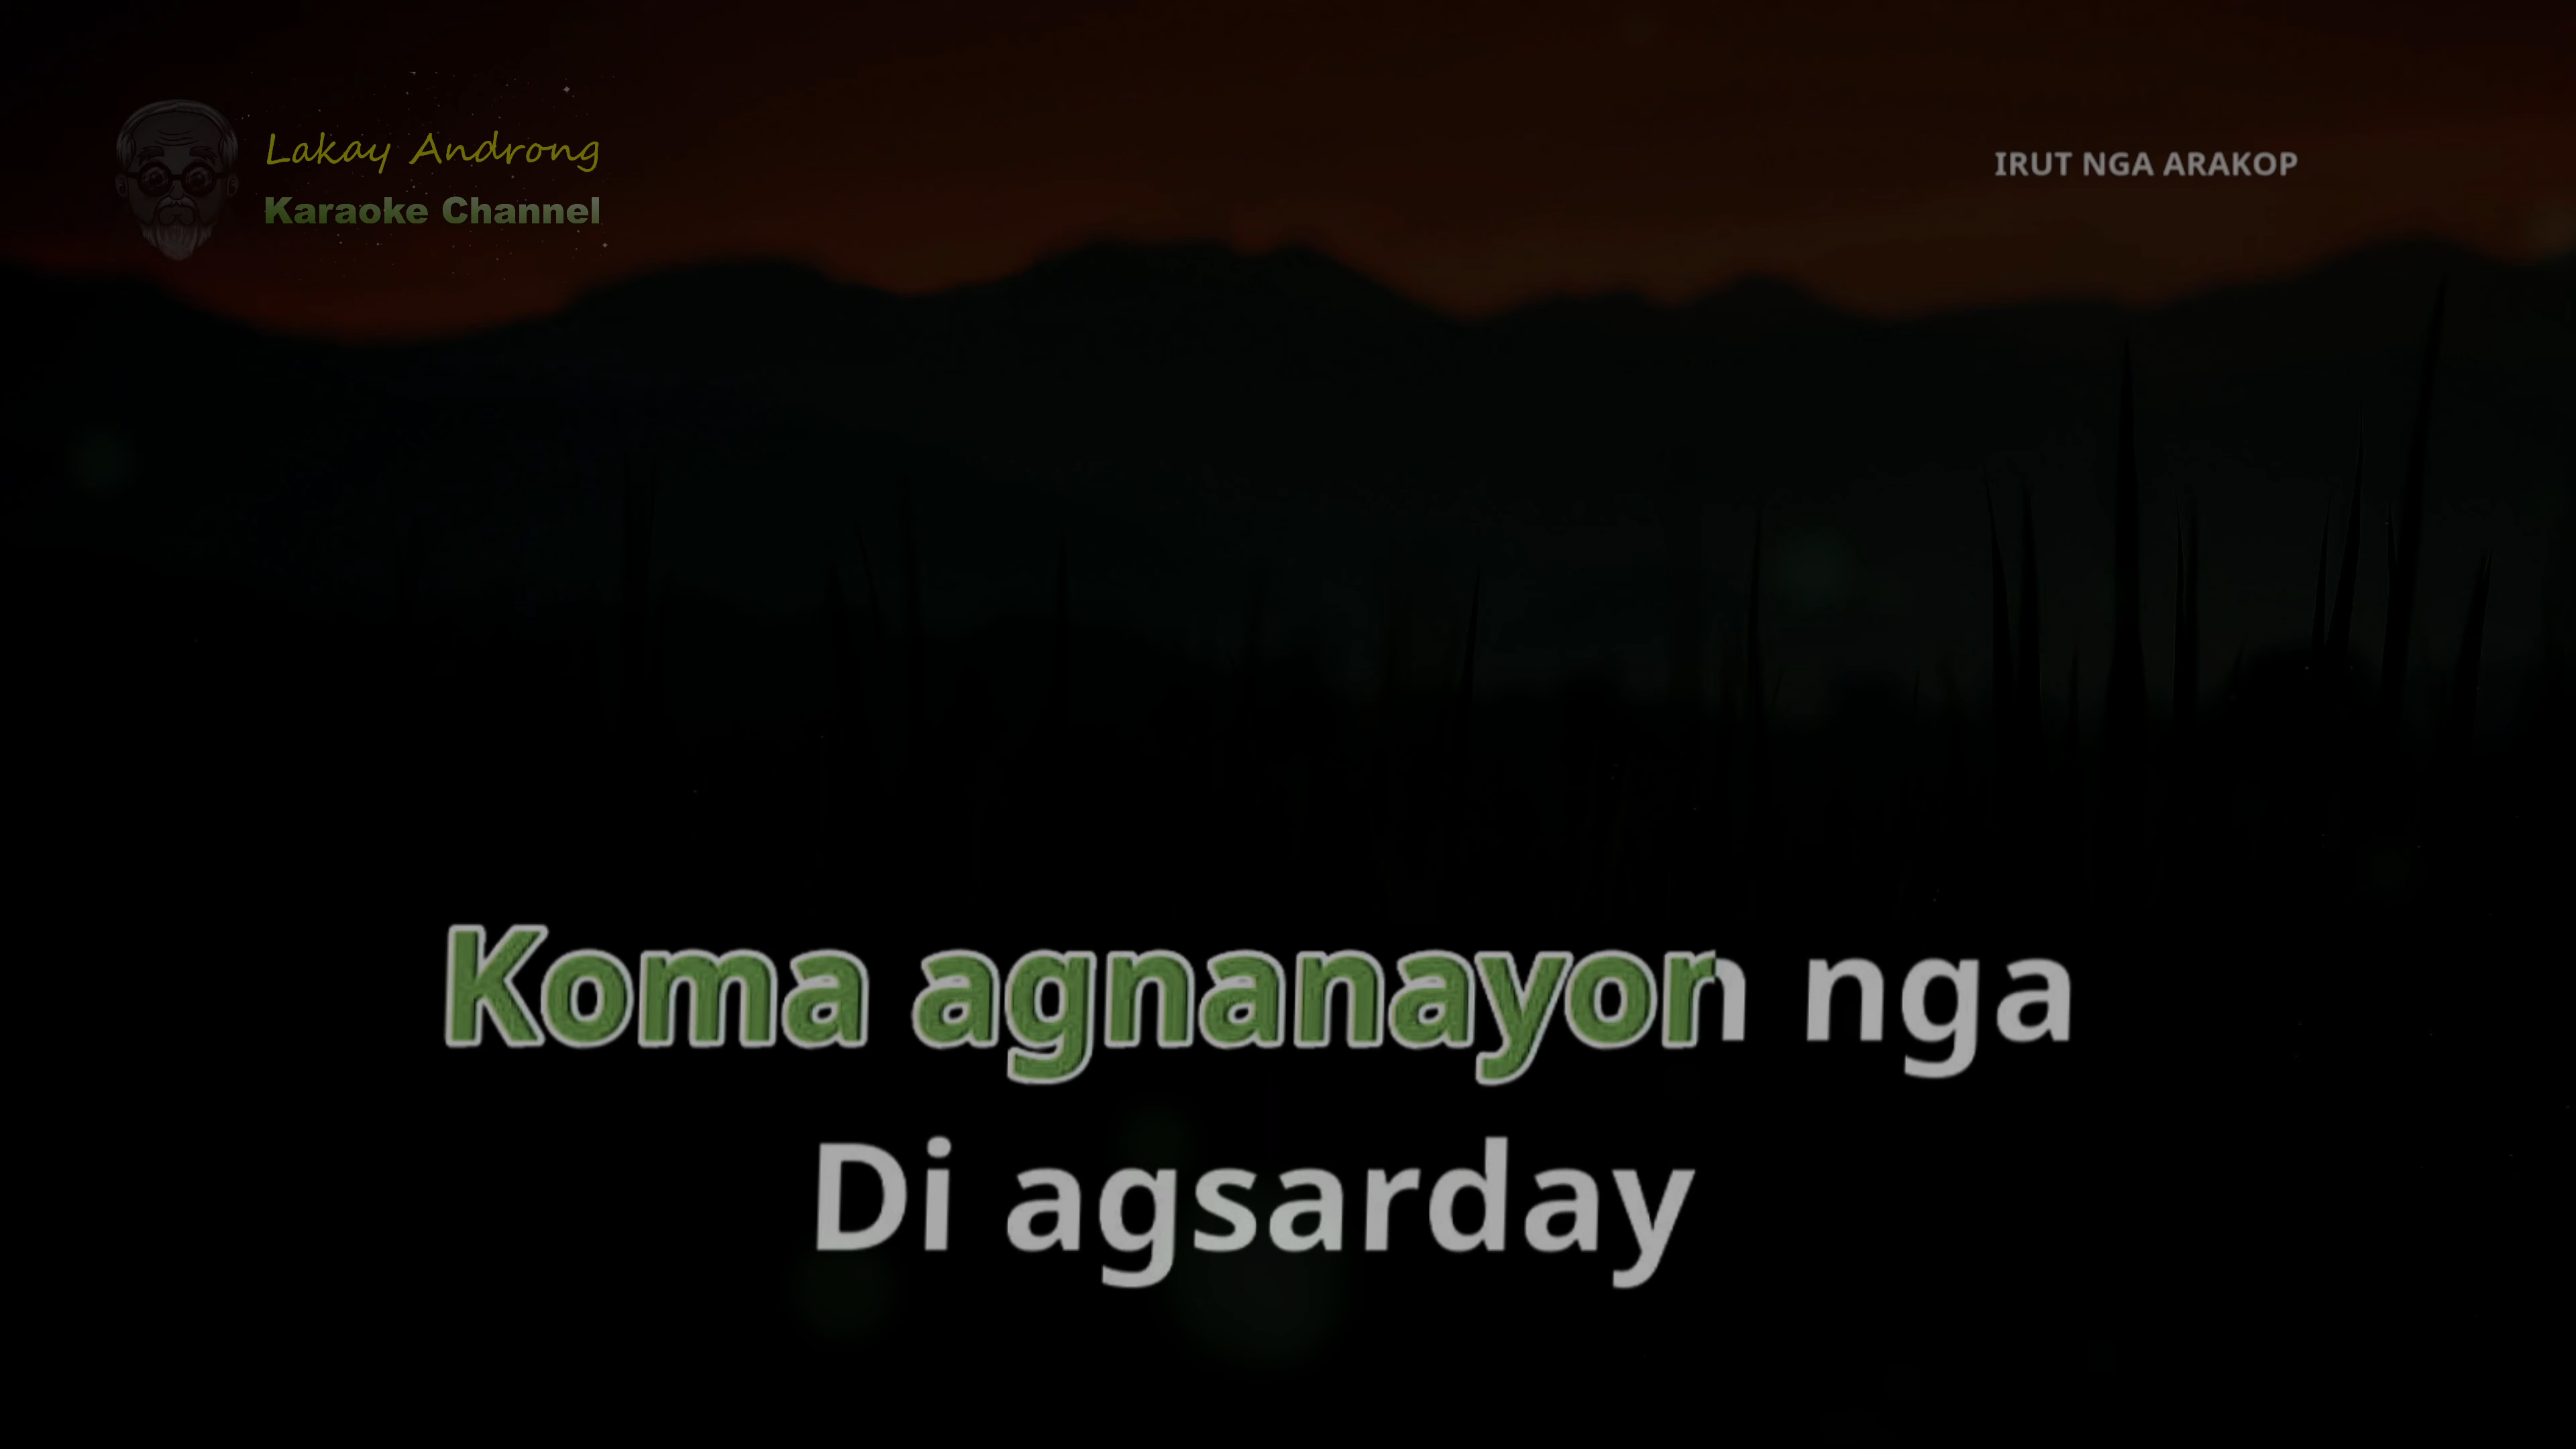 Lakay Androng
Karaoke Channel
IRUT NGA ARAKOP
Koma agnanayon nga
Di agsarday